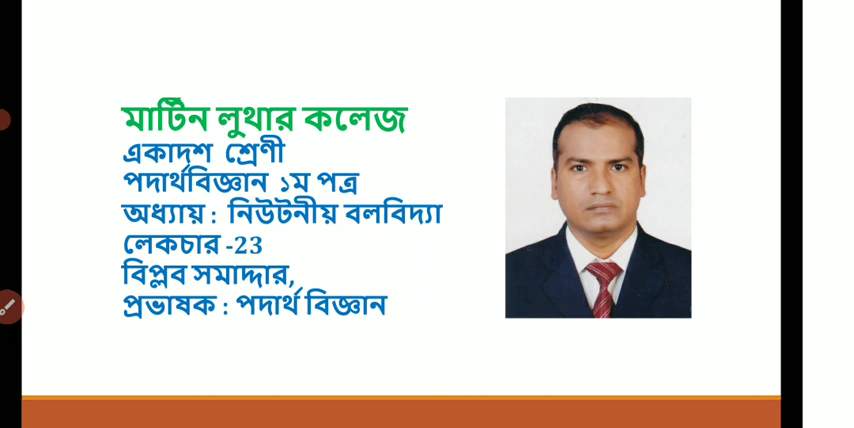 মার্টিন লুথার কলেজ
একাদশ শ্রেণী
পদার্থবিজ্ঞান ১ম পত্র
অধ্যায় : নিউটনীয় বলবিদ্যা
লেকচার -23
বিপ্লব সমাদ্দার,
প্রভাষক : পদার্থ বিজ্ঞান